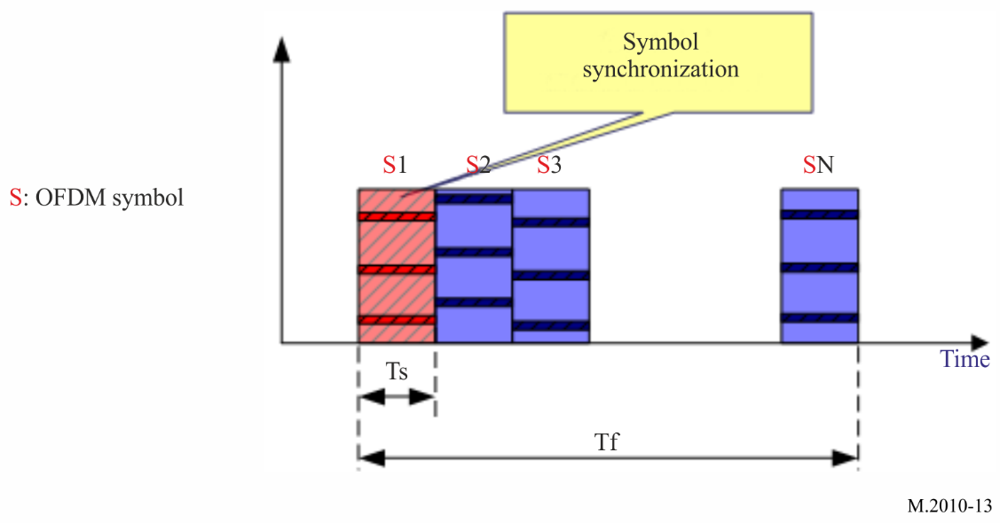 Symbol
synchronization
S1 S2 S3 SN
S: OFDM symbol
Time
Ts
Tf
M.2010-13